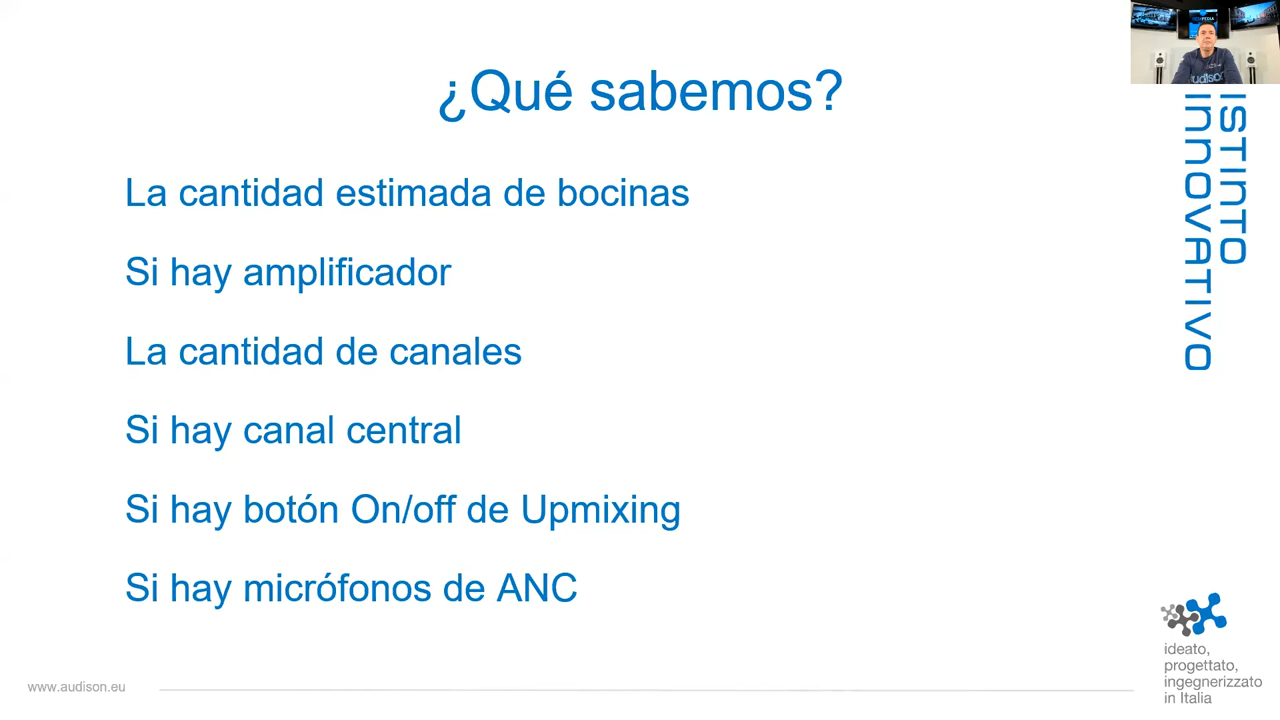 ¿Qué sabemos?
La cantidad estimada de bocinas
Si hay amplificador
La cantidad de canales
Si hay canal central
Si hay botón On/off de Upmixing
Si hay micrófonos de ANC
ISTINTO
INNOVATIVO
www.audison.eu
ideato,
progettato,
ingegnerizzato
in Italia